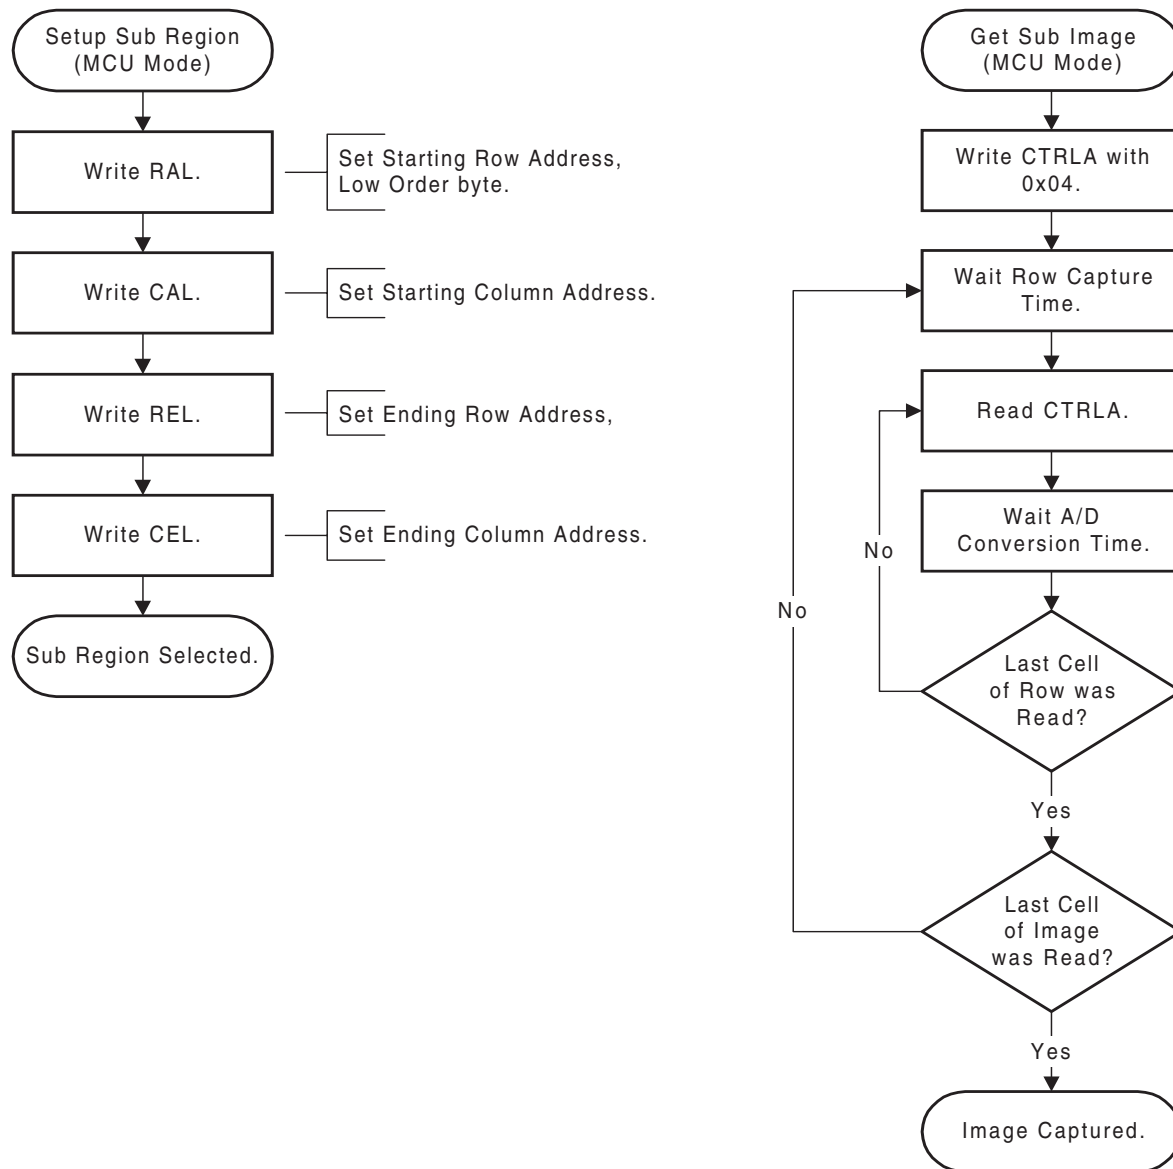 Setup Sub Region
(MCU Mode)
Write RAL.
Set Starting Row Address,
Low Order byte.
Write CAL.
Set Starting Column Address.
Write REL.
Set Ending Row Address,
Write CEL.
Set Ending Column Address.
Sub Region Selected.
Get Sub Image
(MCU Mode)
Write CTRLA with
0x04.
Wait Row Capture
Time.
Read CTRLA.
Wait A/D
Conversion Time.
No
No
Last Cell
of Row was
Read?
Yes
Last Cell
of Image
was Read?
Yes
Image Captured.